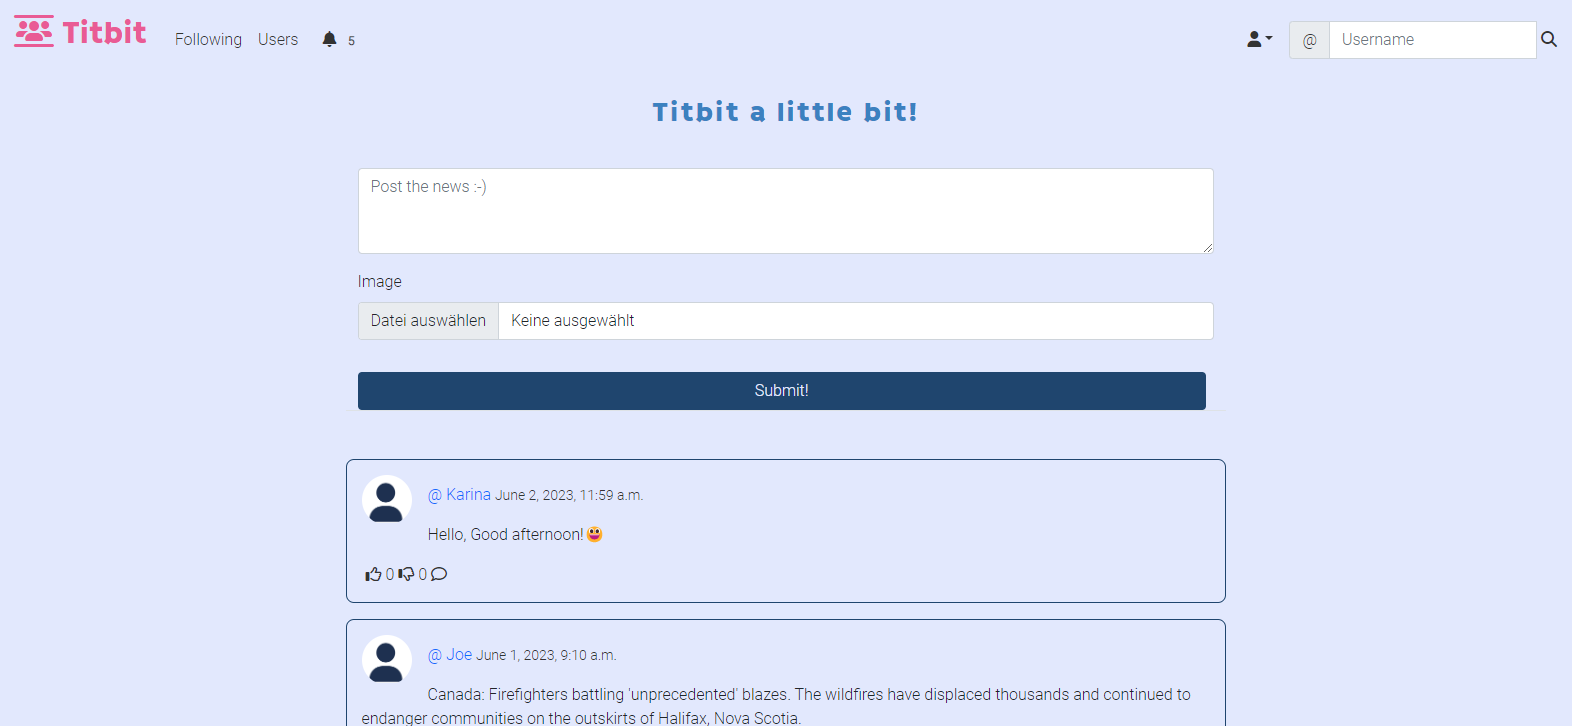 Titbit Following Users 5 @ Username
Titbit a little bit!
Post the news :-)
Image
Datei auswählen Keine ausgewählt
Submit!
@ Karina June 2, 2023, 11:59 a.m.
Hello, Good afternoon! 😀
0 0
@ Joe June 1, 2023, 9:10 a.m.
Canada: Firefighters battling 'unprecedented' blazes. The wildfires have displaced thousands and continued to
endanger communities on the outskirts of Halifax, Nova Scotia.